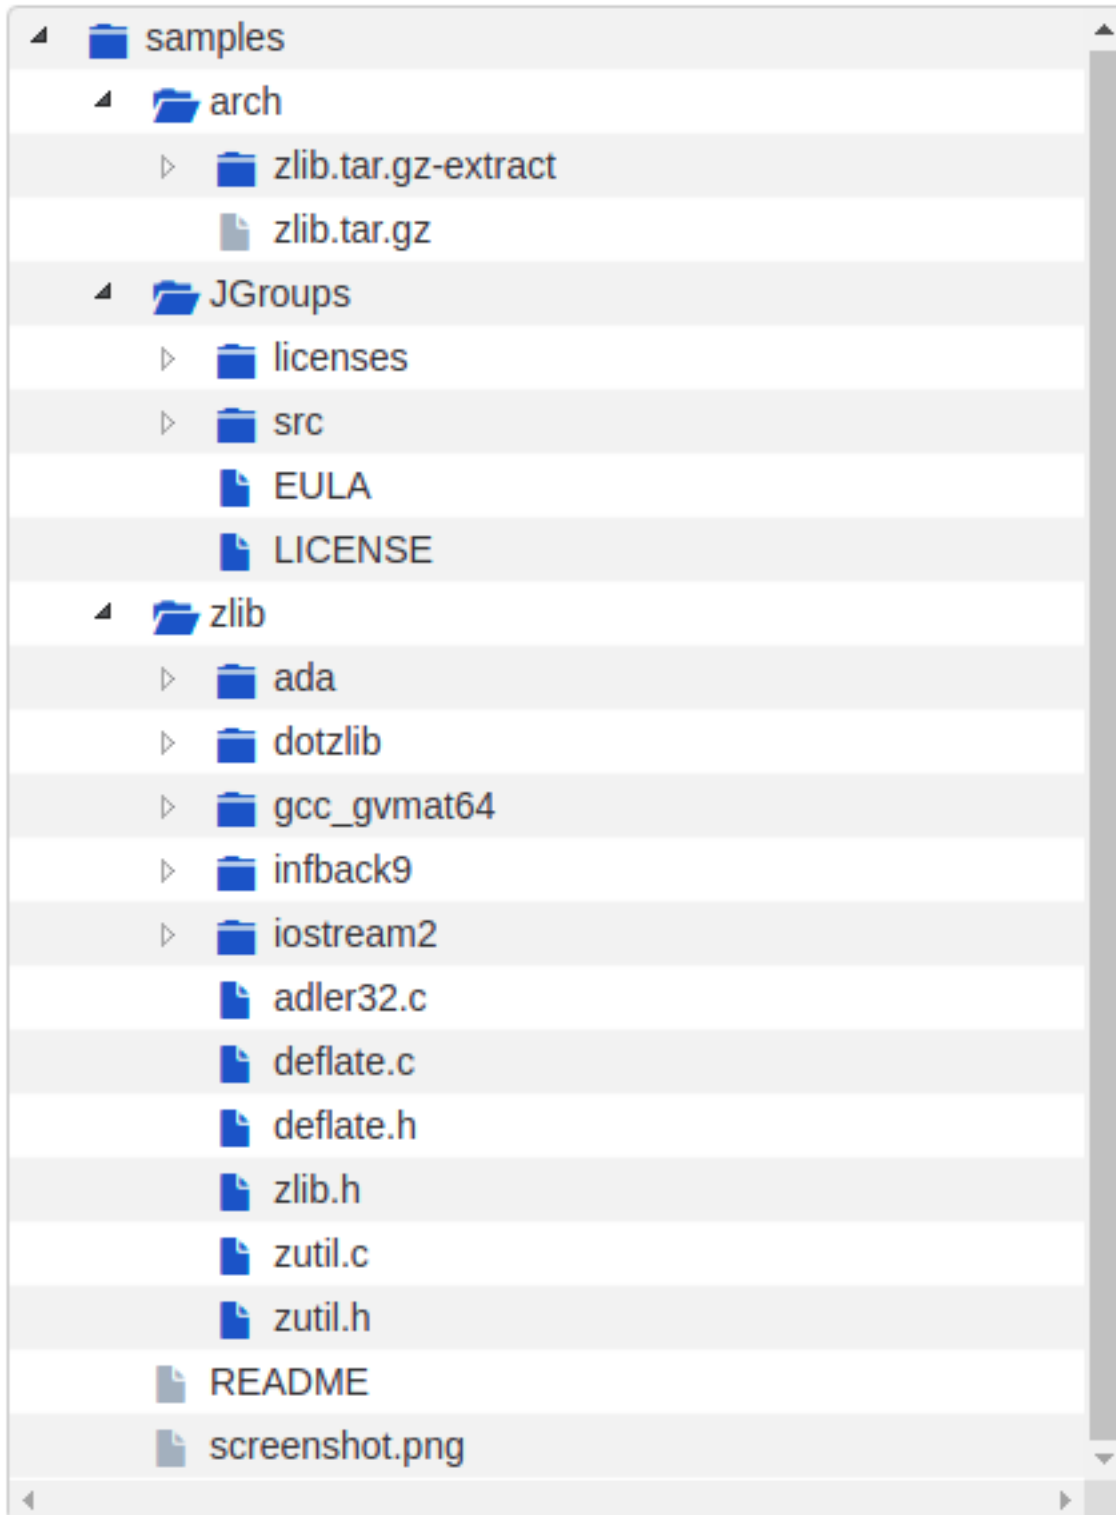 samples
arch
zlib.tar.gz-extract
zlib.tar.gz
JGroups
licenses
src
EULA
LICENSE
zlib
ada
dotzlib
gcc_gvmat64
infback9
iostream2
adler32.c
deflate.c
deflate.h
zlib.h
zutil.c
zutil.h
README
screenshot.png